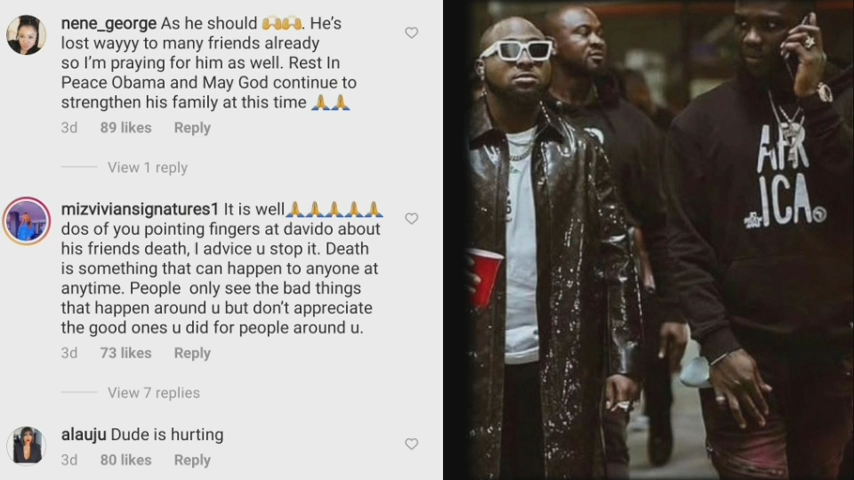 nene_george As he should 🙌🙌. He's
lost wayyy to many friends already
so I'm praying for him as well. Rest In
Peace Obama and May God continue to
strengthen his family at this time 🙏🙏
3d 89 likes Reply
View 1 reply
mizviviansignatures1 It is well🙏🙏🙏🙏🙏
dos of you pointing fingers at davido about
his friends death, I advice u stop it. Death
is something that can happen to anyone at
anytime. People only see the bad things
that happen around u but don't appreciate
the good ones u did for people around u.
3d 73 likes Reply
View 7 replies
alauju Dude is hurting
3d 80 likes Reply
AFR
ICA